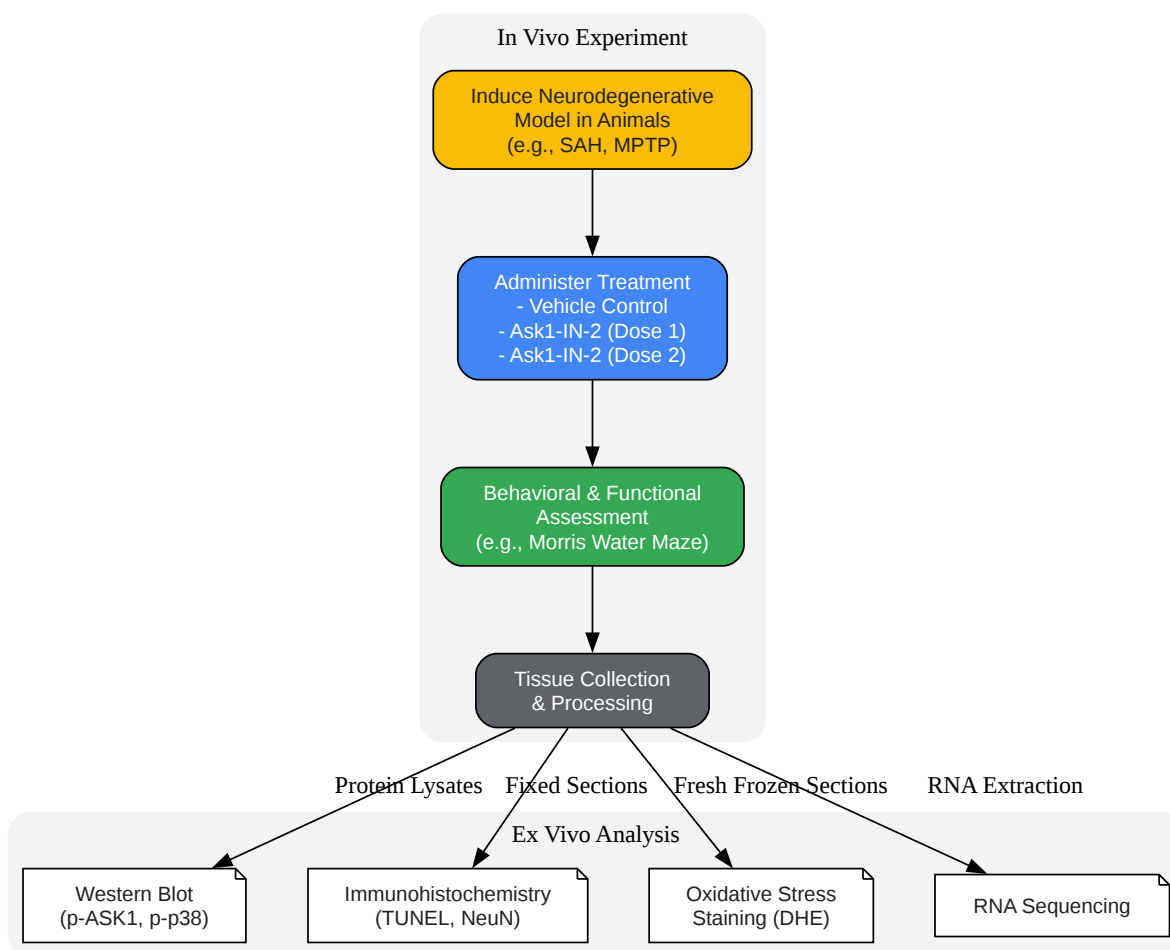 In Vivo Experiment
Induce Neurodegenerative
Model in Animals
(e.g., SAH, MPTP)
Administer Treatment
- Vehicle Control
- Ask1-IN-2 (Dose 1)
- Ask1-IN-2 (Dose 2)
Behavioral & Functional
Assessment
(e.g., Morris Water Maze)
Tissue Collection
& Processing
Protein Lysates
Fixed Sections
Fresh Frozen Sections
RNA Extraction
Ex Vivo Analysis
Western Blot
(p-ASK1, p-p38)
Immunohistochemistry
(TUNEL, NeuN)
Oxidative Stress
Staining (DHE)
RNA Sequencing